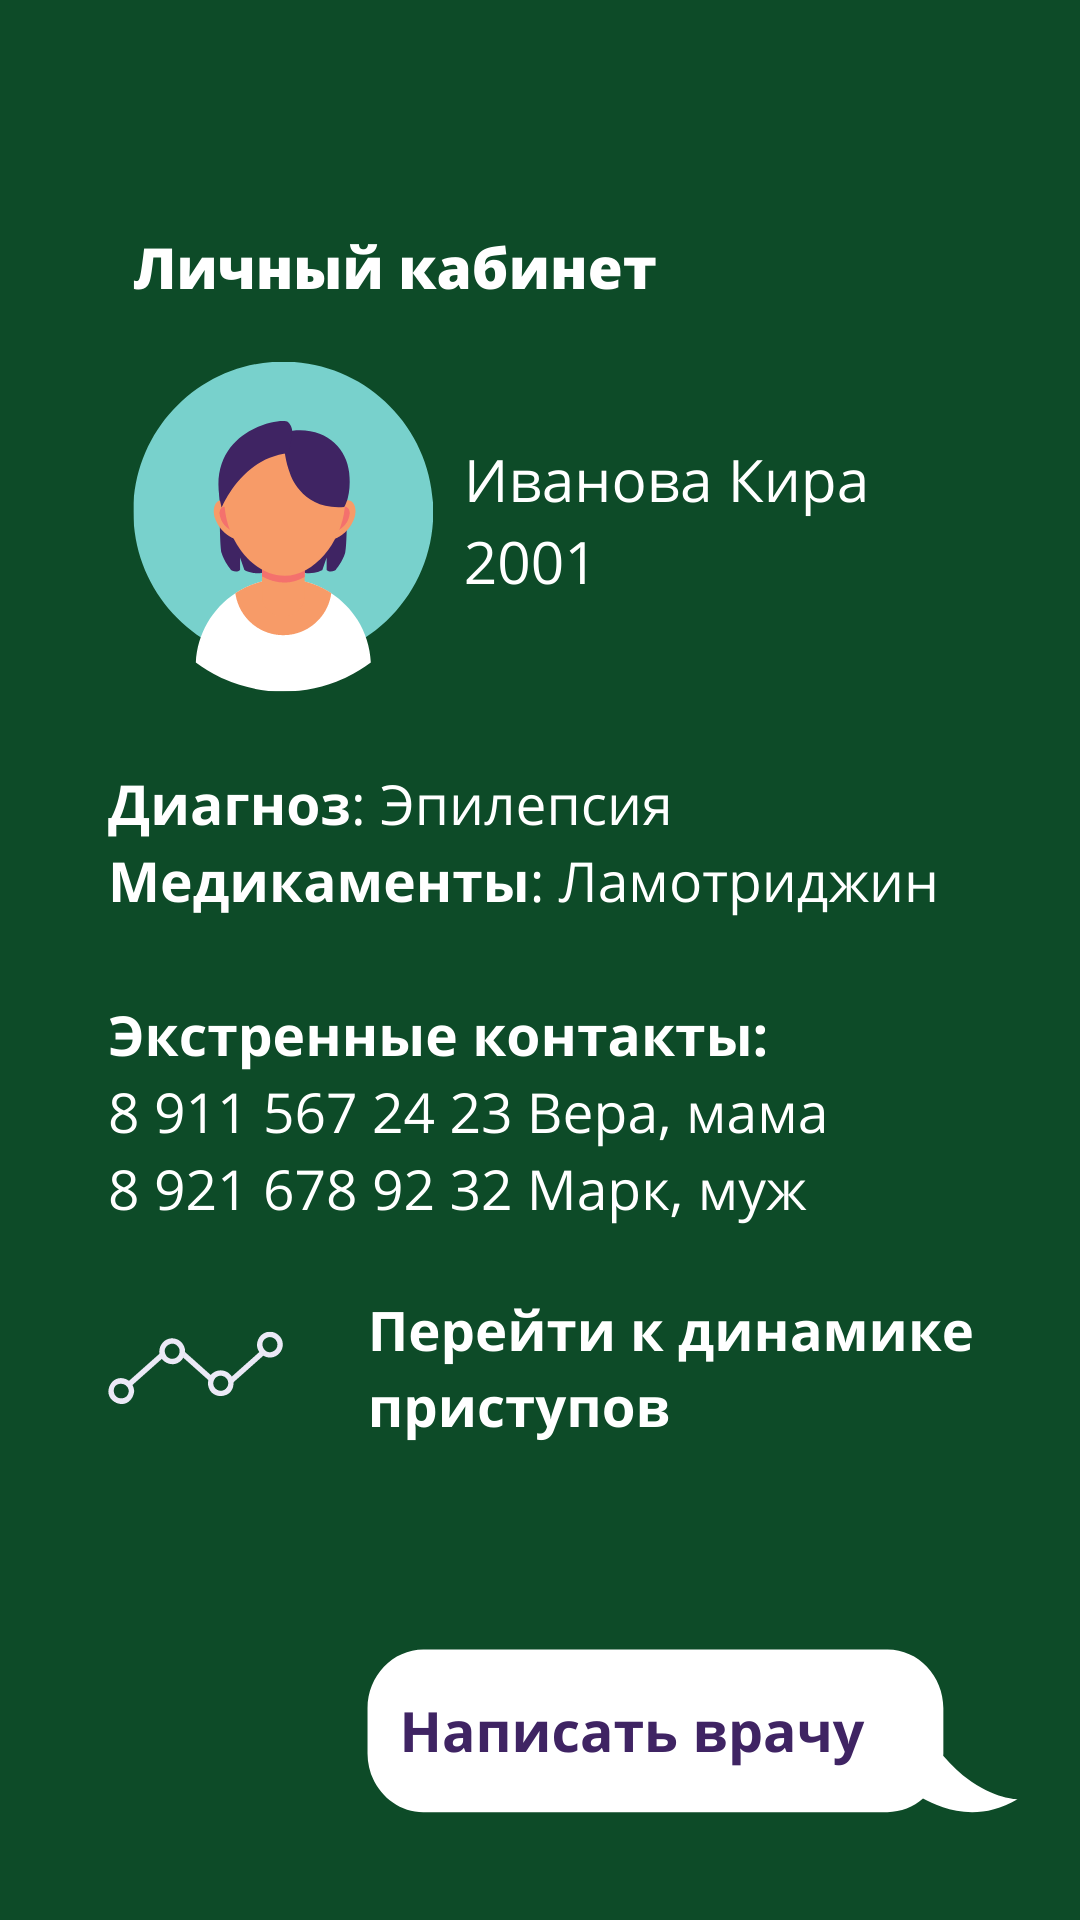 Личный кабинет
Иванова Кира
2001
Диагноз: Эпилепсия
Медикаменты: Ламотриджин
Экстренные контакты:
8 911 567 24 23 Вера, мама
8 921 678 92 32 Марк, муж
Перейти к динамике
приступов
Написать врачу